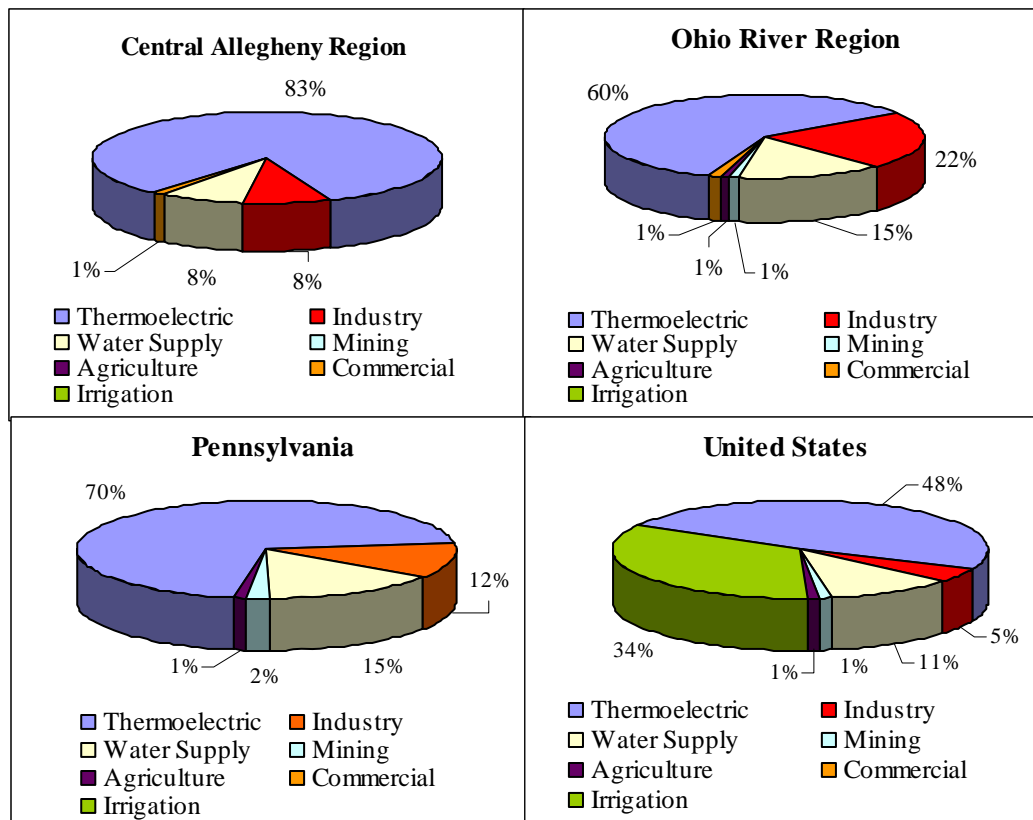 Central Allegheny Region
83%
1%
8%
8%
Thermoelectric Industry
Water Supply Mining
Agriculture Commercial
Irrigation
Ohio River Region
60%
22%
1%
15%
1%
1%
Thermoelectric Industry
Water Supply Mining
Agriculture Commercial
Irrigation
Pennsylvania
70%
12%
1%
2%
15%
Thermoelectric Industry
Water Supply Mining
Agriculture Commercial
Irrigation
United States
48%
34%
1%
1%
11%
5%
Thermoelectric Industry
Water Supply Mining
Agriculture Commercial
Irrigation